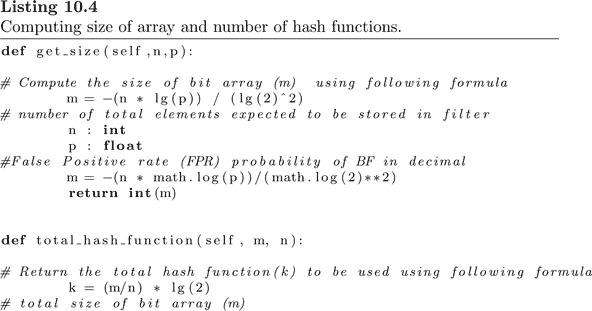 Listing 10.4
Computing size of array and number of hash functions.
def get_size(self,n,p):
# Compute the size of bit array (m) using following formula
m = −(n * lg(p)) / (lg(2)^2)
# number of total elements expected to be stored in filter
n : int
p : float
#False Positive rate (FPR) probability of BF in decimal
m = −(n * math.log(p))/(math.log(2)**2)
return int(m)
def total_hash_function(self, m, n):
# Return the total hash function(k) to be used using following formula
k = (m/n) * lg(2)
# total size of bit array (m)